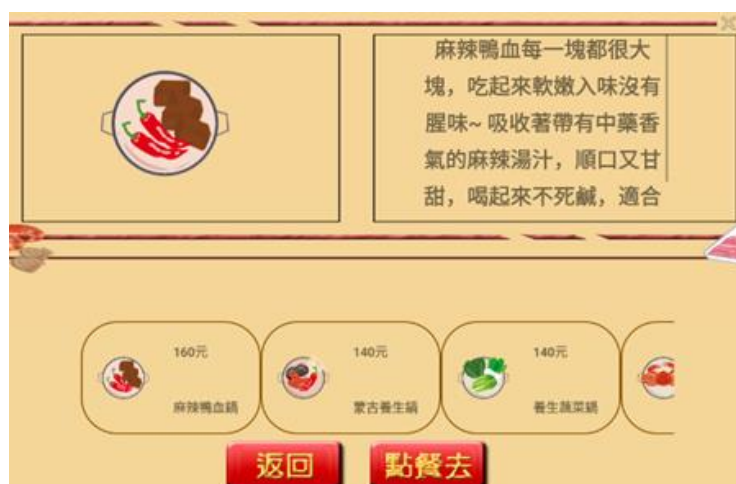 麻辣鴨血每一塊都很大
塊，吃起來軟嫩入味沒有
腥味~ 吸收著帶有中藥香
氣的麻辣湯汁，順口又甘
甜，喝起來不死鹹，適合
160元
麻辣鴨血鍋
140元
蒙古養生鍋
140元
養生蔬菜鍋
返回
點餐去